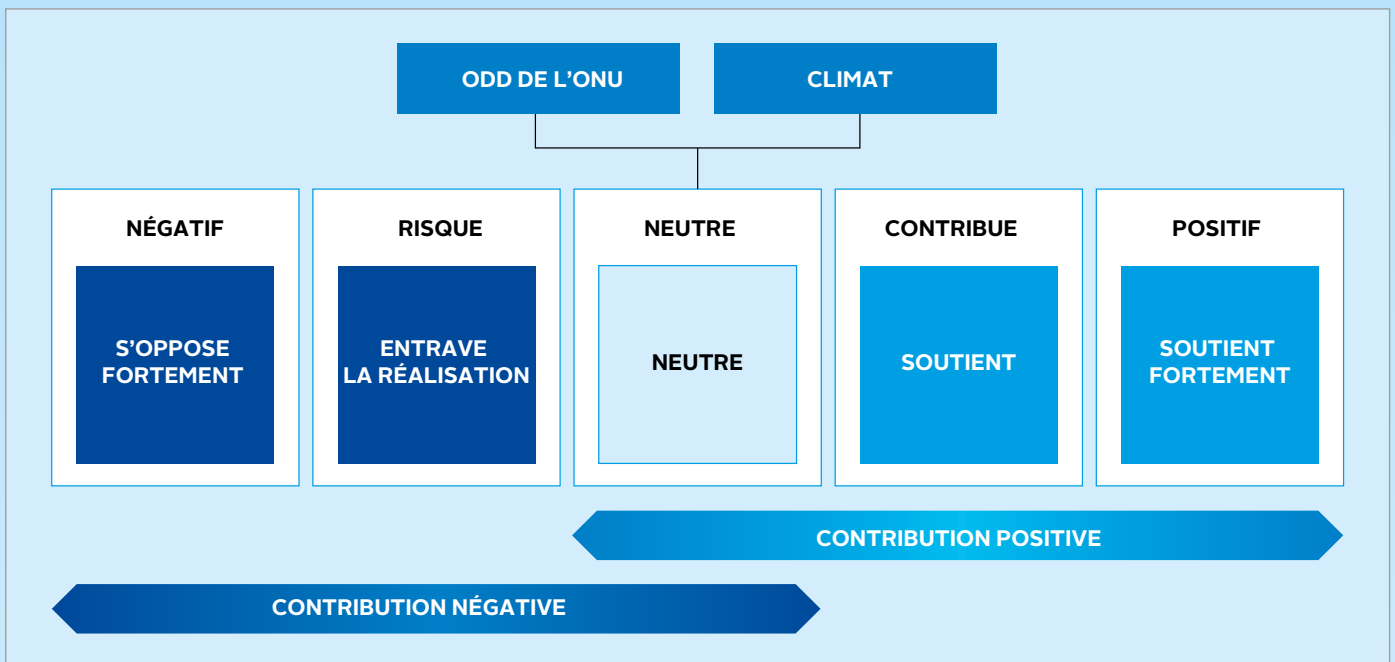 ODD DE L’ONU
CLIMAT
NÉGATIF
RISQUE
NEUTRE
CONTRIBUE
POSITIF
S’OPPOSE
FORTEMENT
ENTRAVE
LA RÉALISATION
NEUTRE
SOUTIENT
SOUTIENT
FORTEMENT
CONTRIBUTION POSITIVE
CONTRIBUTION NÉGATIVE